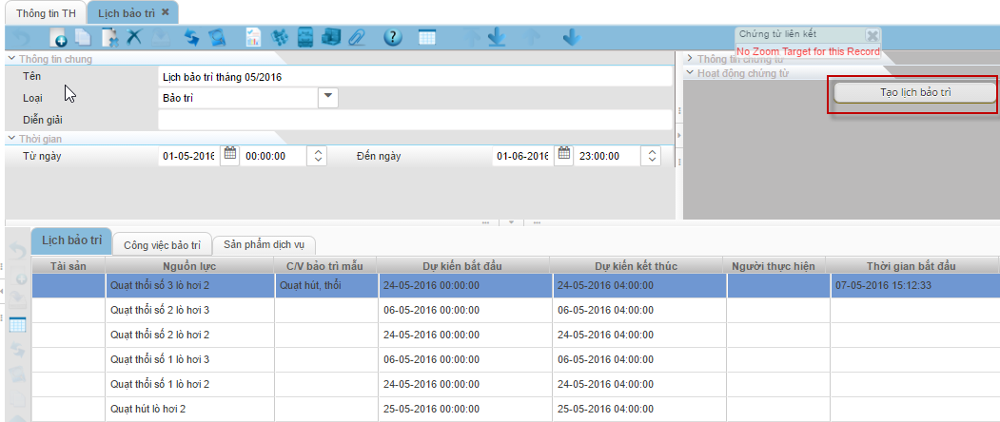 Thông tin TH
Lịch bảo trì
Chứng từ liên kết
No Zoom Target for this Record
Thông tin chung
Tên
Lịch bảo trì tháng 05/2016
Loại
Bảo trì
Diễn giải
Thời gian
Từ ngày
01-05-2016
00:00:00
Đến ngày
01-06-2016
23:00:00
Thông tin chứng từ
Hoạt động chứng từ
Tạo lịch bảo trì
Lịch bảo trì
Công việc bảo trì
Sản phẩm dịch vụ
Tài sản Nguồn lực C/V bảo trì mẫu Dự kiến bắt đầu Dự kiến kết thúc Người thực hiện Thời gian bắt đầu
Quạt thổi số 3 lò hơi 2 Quạt hút, thổi 24-05-2016 00:00:00 24-05-2016 04:00:00 07-05-2016 15:12:33
Quạt thổi số 2 lò hơi 3 06-05-2016 00:00:00 06-05-2016 04:00:00
Quạt thổi số 2 lò hơi 2 24-05-2016 00:00:00 24-05-2016 04:00:00
Quạt thổi số 1 lò hơi 3 06-05-2016 00:00:00 06-05-2016 04:00:00
Quạt thổi số 1 lò hơi 2 24-05-2016 00:00:00 24-05-2016 04:00:00
Quạt hút lò hơi 2 25-05-2016 00:00:00 25-05-2016 04:00:00